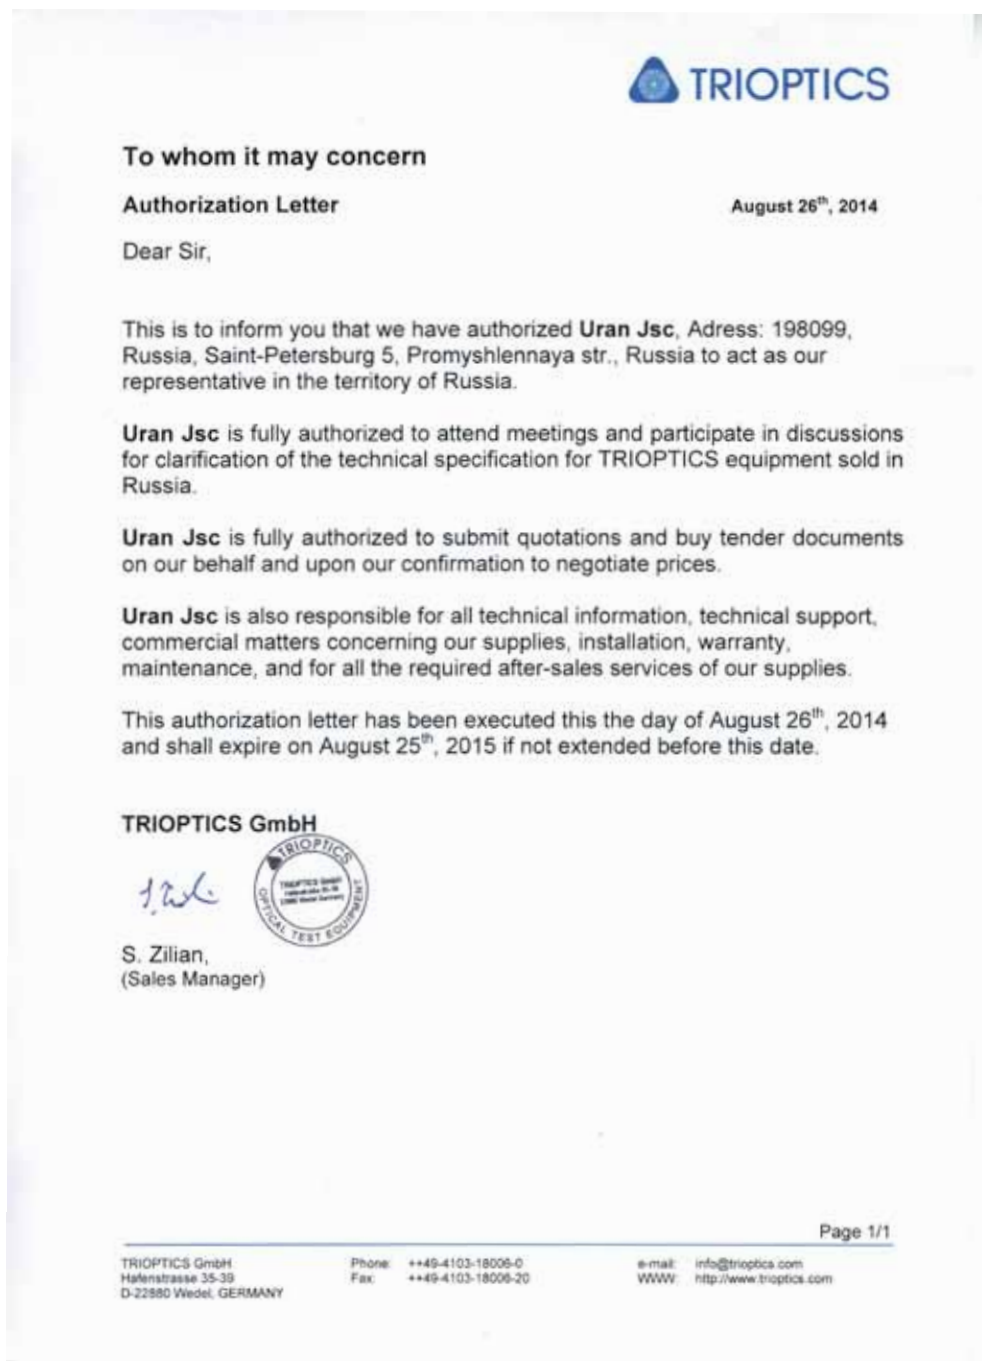 TRIOPTICS
To whom it may concern
Authorization Letter August 26th, 2014
Dear Sir,
This is to inform you that we have authorized Uran Jsc, Adress: 198099,
Russia, Saint-Petersburg 5, Promyshlennaya str., Russia to act as our
representative in the territory of Russia.
Uran Jsc is fully authorized to attend meetings and participate in discussions
for clarification of the technical specification for TRIOPTICS equipment sold in
Russia.
Uran Jsc is fully authorized to submit quotations and buy tender documents
on our behalf and upon our confirmation to negotiate prices.
Uran Jsc is also responsible for all technical information, technical support,
commercial matters concerning our supplies, installation, warranty,
maintenance, and for all the required after-sales services of our supplies.
This authorization letter has been executed this the day of August 26th, 2014
and shall expire on August 25th, 2015 if not extended before this date.
TRIOPTICS GmbH
TRIOPTICS
TRIOPTICS GmbH
Hafenstraße 35-39
22880 Wedel Germany
OPTICAL TEST EQUIPMENT
S. Zilian,
(Sales Manager)
Page 1/1
TRIOPTICS GmbH Phone: ++49-4103-18006-0 e-mail: info@trioptics.com
Hafenstrasse 35-39 Fax: ++49-4103-18006-20 WWW: http://www.trioptics.com
D-22880 Wedel, GERMANY